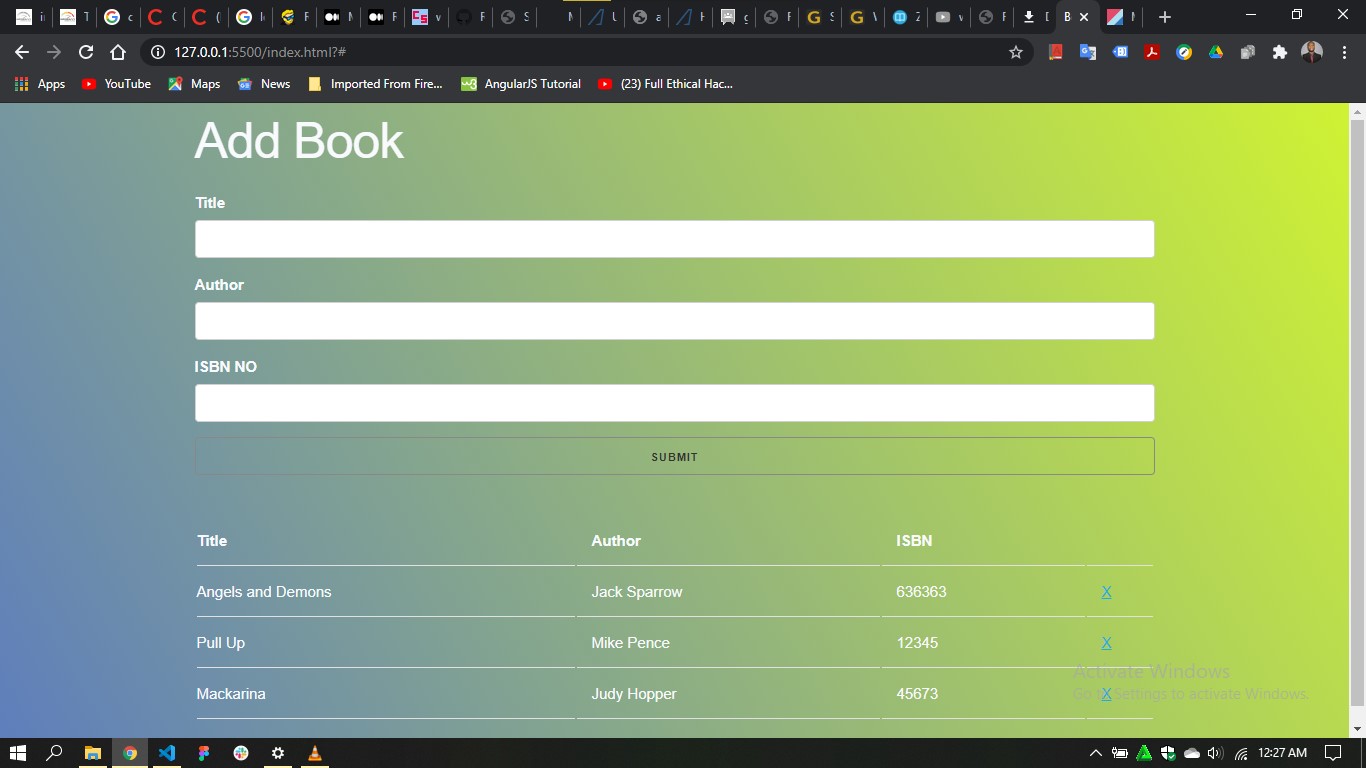 127.0.0.1:5500/index.html?#
Apps YouTube Maps News Imported From Fire... AngularJS Tutorial (23) Full Ethical Hac...
Add Book
Title
Author
ISBN NO
SUBMIT
Title Author ISBN
Angels and Demons Jack Sparrow 636363 X
Pull Up Mike Pence 12345 X
Activate Windows
Mackarina Judy Hopper 45673 X
Go to Settings to activate Windows.
12:27 AM